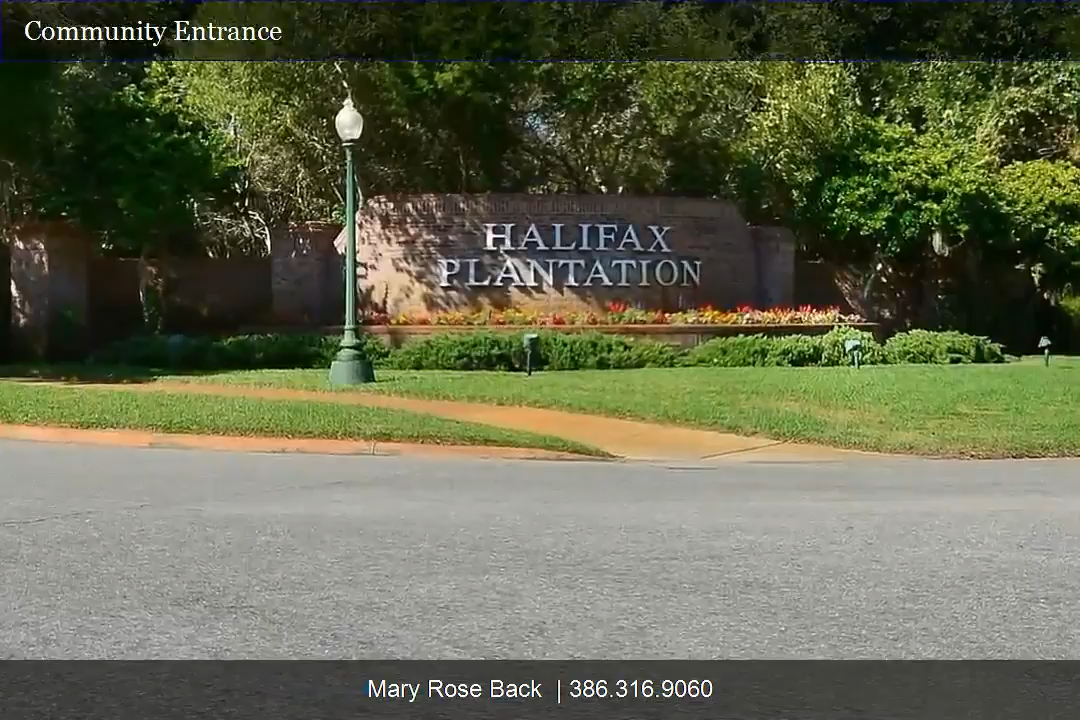 Community Entrance
HALIFAX
PLANTATION
Mary Rose Back | 386.316.9060